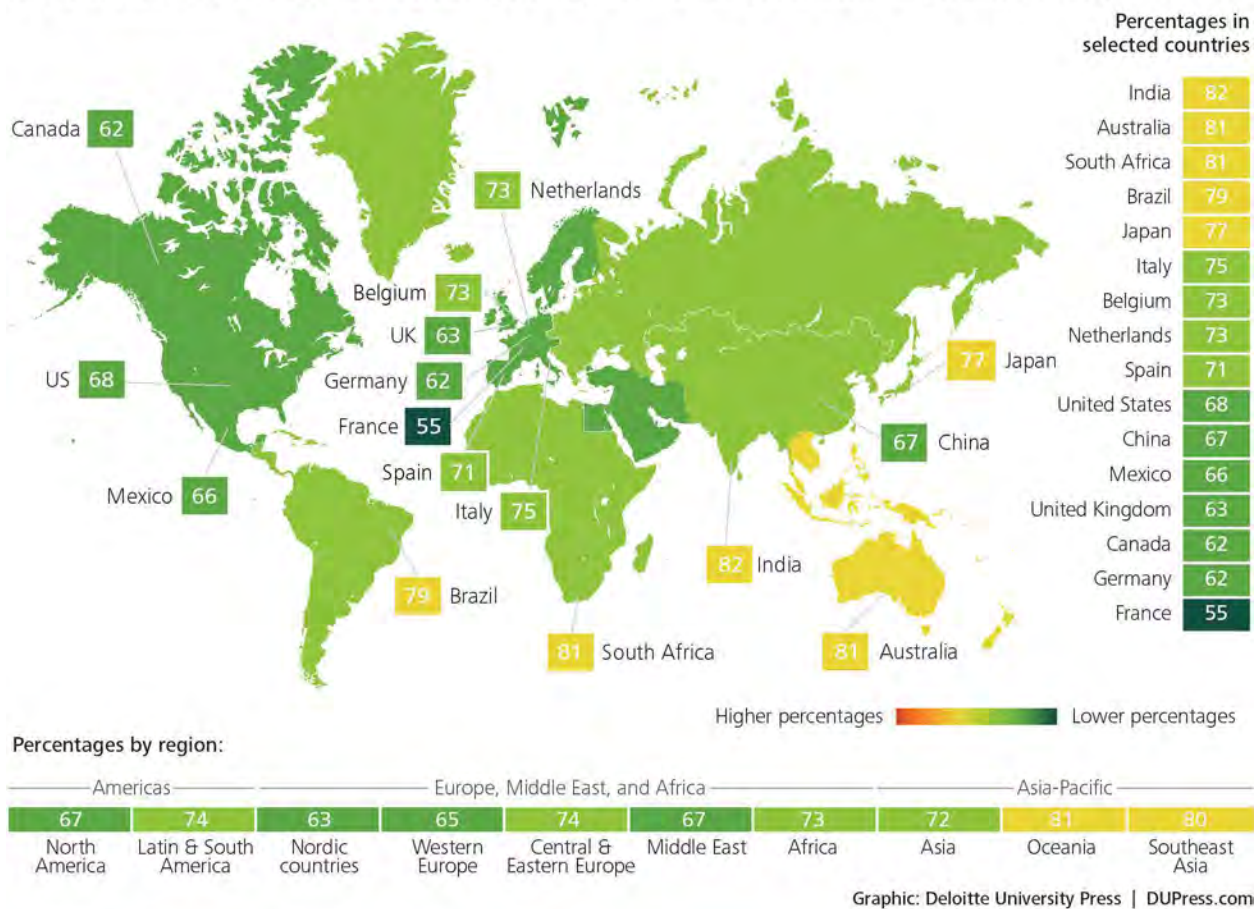 Percentages in
selected countries
India 82
Australia 81
South Africa 81
Brazil 79
Japan 77
Italy 75
Belgium 73
Netherlands 73
Spain 71
United States 68
China 67
Mexico 66
United Kingdom 63
Canada 62
Germany 62
France 55
Canada 62
73 Netherlands
Belgium 73
UK 63
US 68
Germany 62
77 Japan
France 55
67 China
Spain 71
Mexico 66
Italy 75
82 India
79 Brazil
81 South Africa
81 Australia
Higher percentages Lower percentages
Percentages by region:
Americas Europe, Middle East, and Africa Asia-Pacific
67 74 63 65 74 67 73 72 81 80
North Latin & South Nordic Western Central & Middle East Africa Asia Oceania Southeast
America America countries Europe Eastern Europe Asia
Graphic: Deloitte University Press | DUPress.com